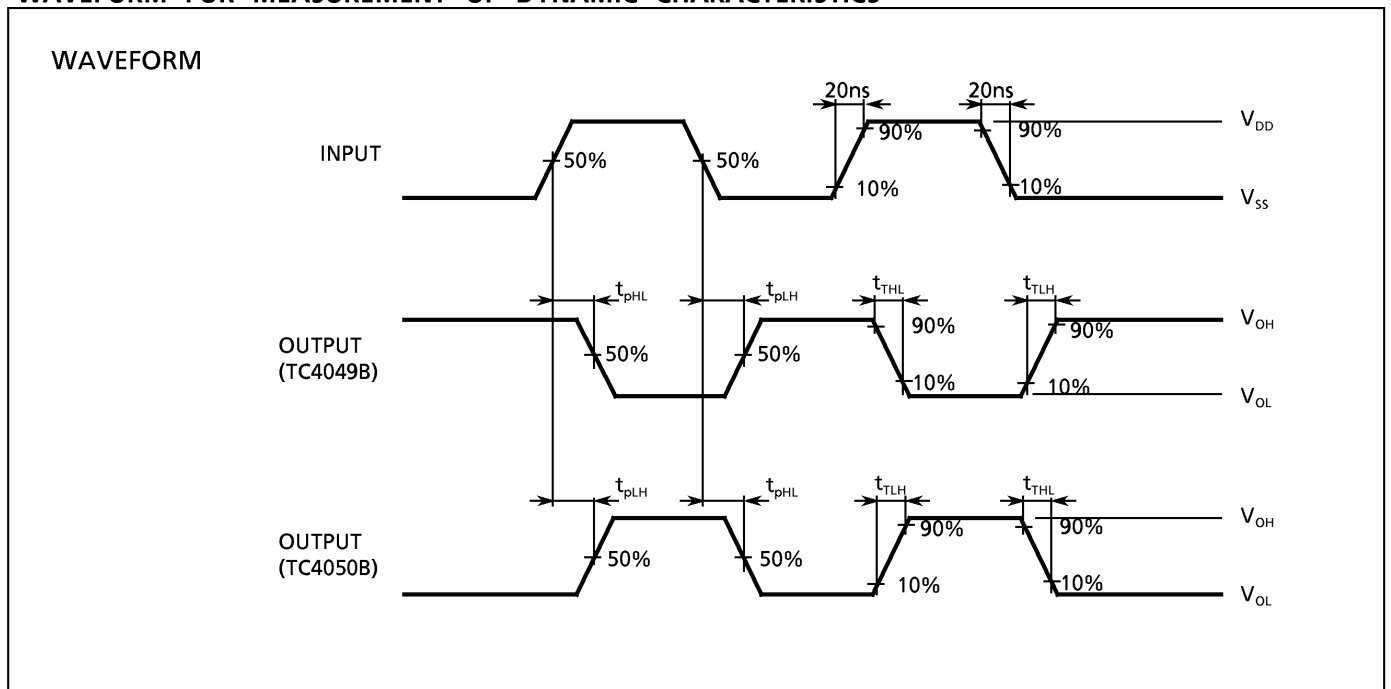 WAVEFORM FOR MEASUREMENT OF DYNAMIC CHARACTERISTICS
WAVEFORM
20ns 20ns
INPUT 50% 50% 90% 10% 90% 10% V_DD V_SS
t_pHL t_pLH t_THL t_TLH
OUTPUT (TC4049B) 50% 50% 90% 10% 90% 10% V_OH V_OL
t_pLH t_pHL t_TLH t_THL
OUTPUT (TC4050B) 50% 50% 90% 10% 90% 10% V_OH V_OL